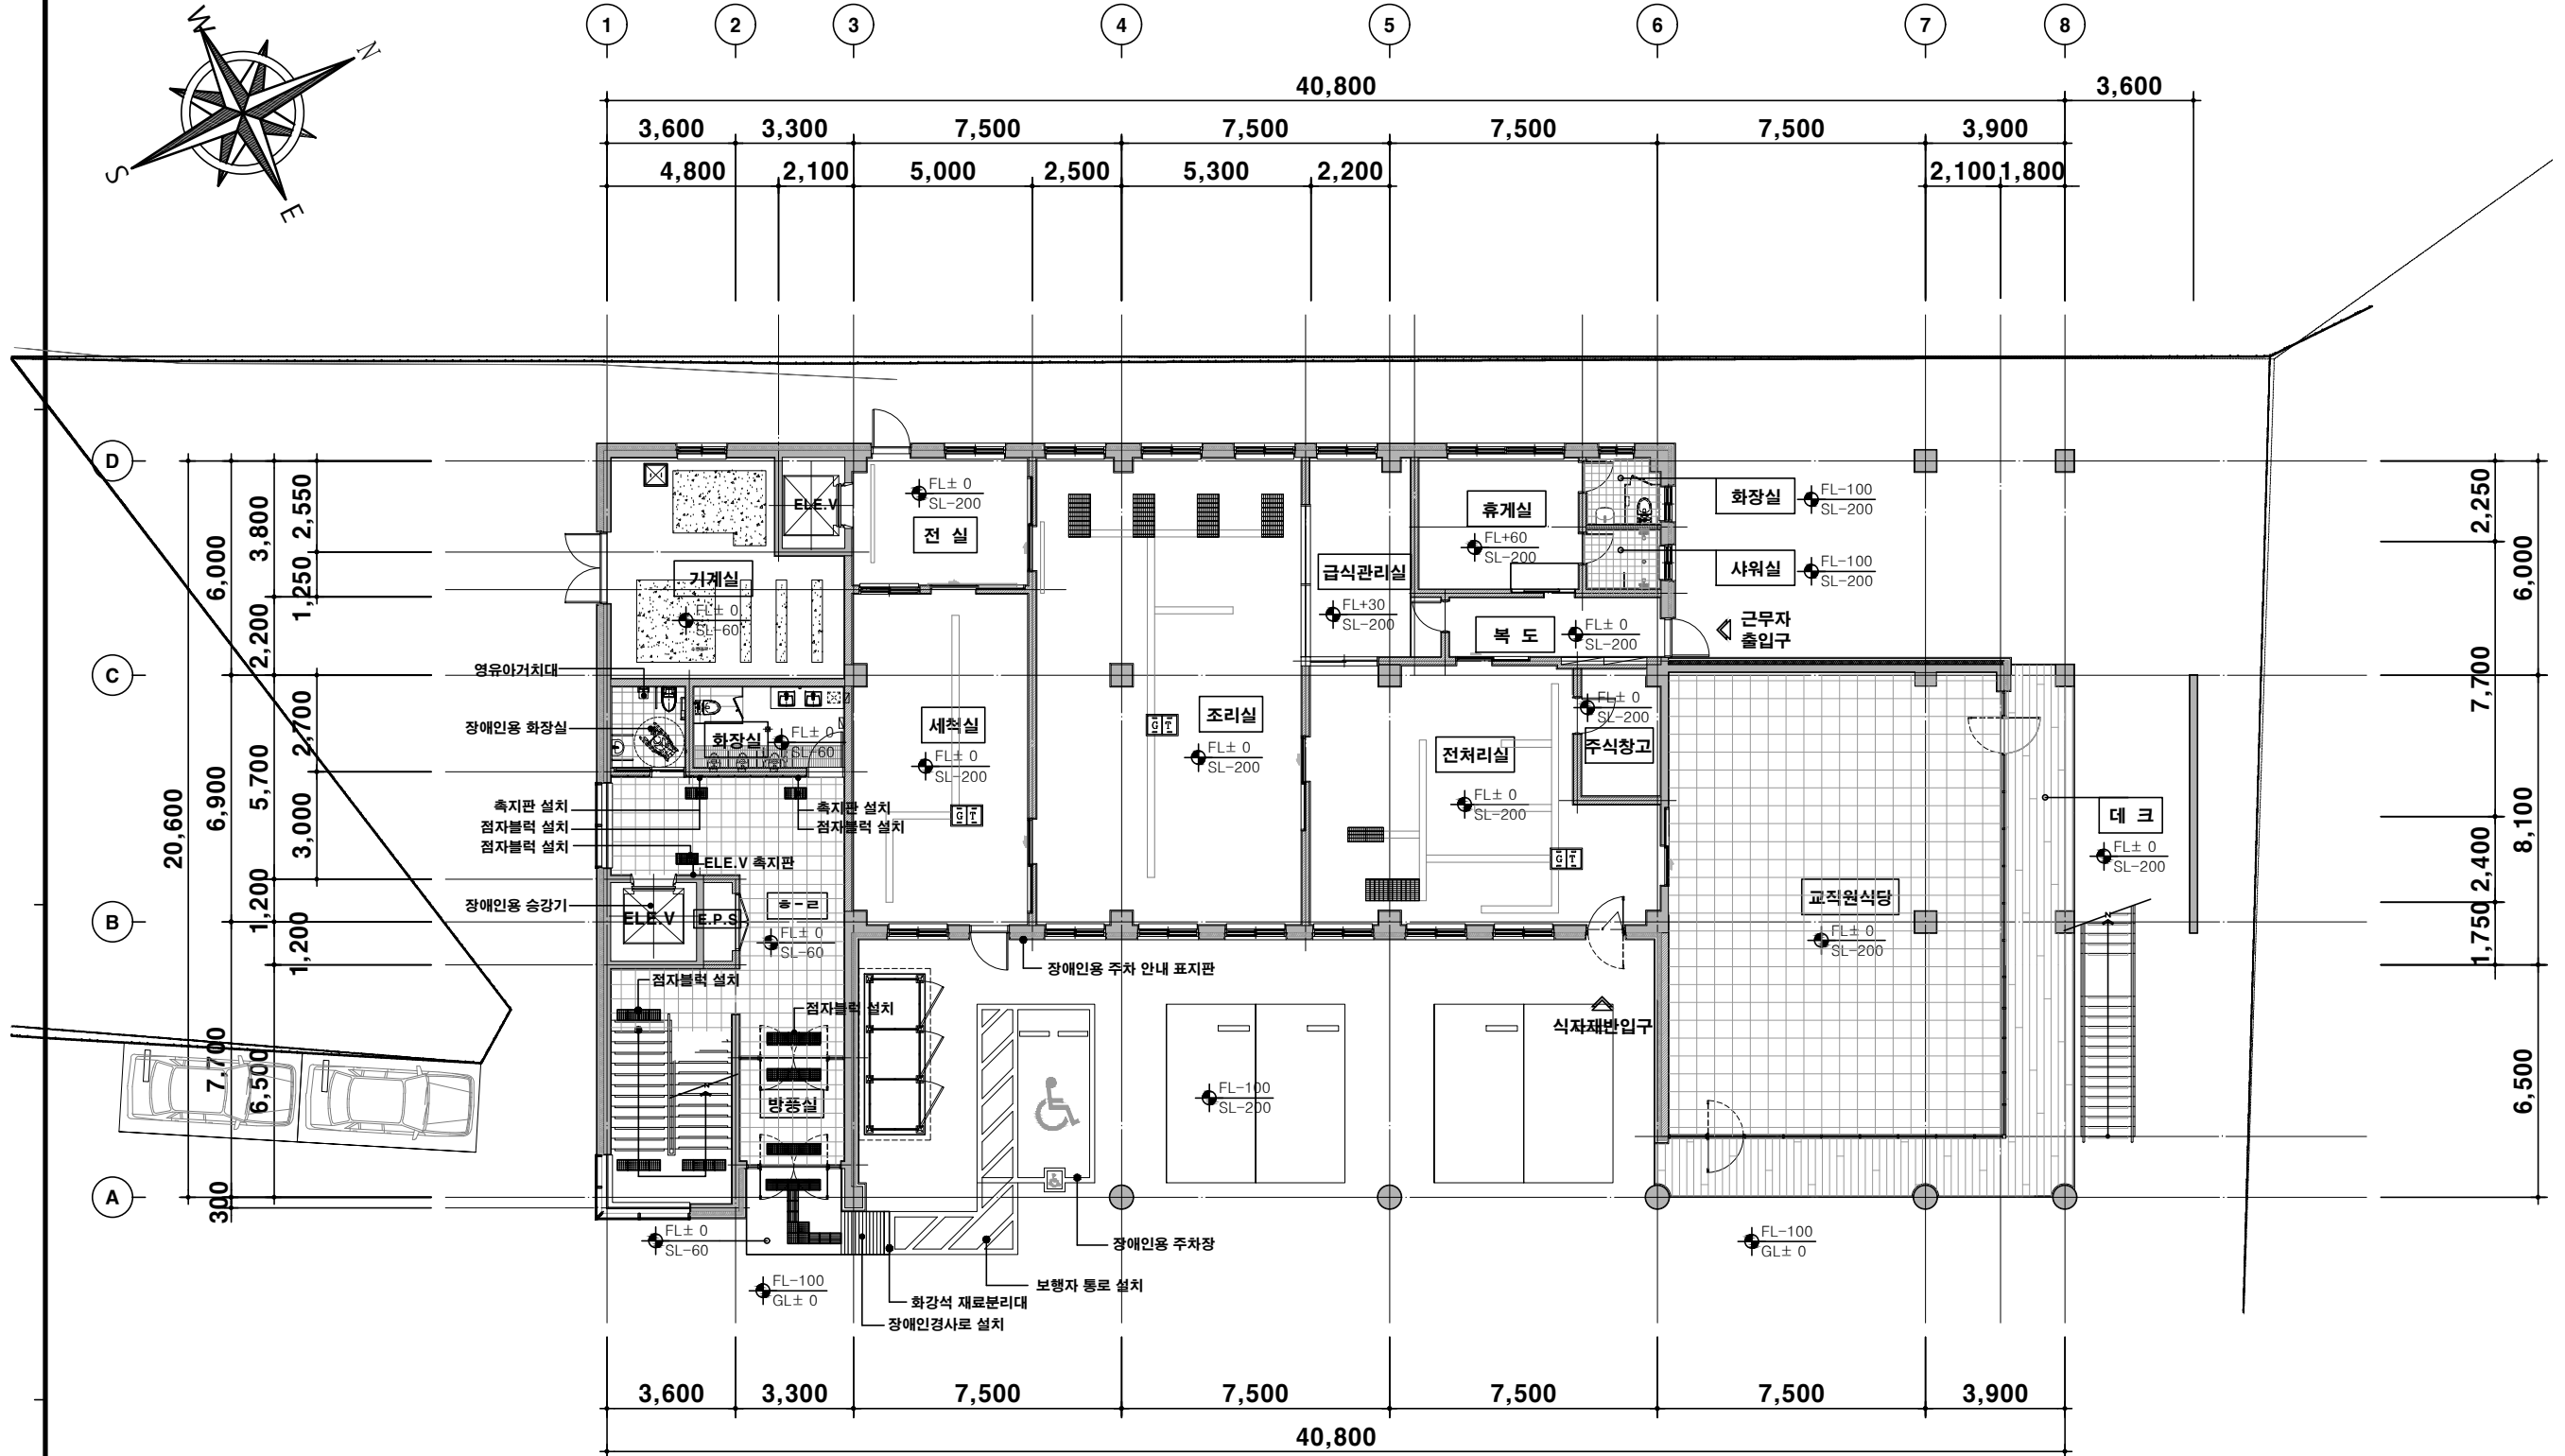 1 2 3 4 5 6 7 8
W N S E
40,800 3,600
3,600 3,300 7,500 7,500 7,500 7,500 3,900
4,800 2,100 5,000 2,500 5,300 2,200 2,100 1,800
D
C
B
A
20,600
6,000 6,900 7,700 300
3,800 2,200 5,700 1,200 6,500
2,550 1,250 2,700 3,000 1,200
2,250 7,700 2,400 1,750
6,000 8,100 6,500
ELE.V
FL± 0
SL-200
전 실
기계실
FL± 0
SL-60
휴게실
FL+60
SL-200
화장실
FL-100
SL-200
샤워실
FL-100
SL-200
급식관리실
FL+30
SL-200
복 도
FL± 0
SL-200
근무자
출입구
영유아거치대
장애인용 화장실
화장실
FL± 0
SL-60
세척실
FL± 0
SL-200
G T
조리실
FL± 0
SL-200
G T
전처리실
FL± 0
SL-200
G T
FL± 0
SL-200
주식창고
촉지판 설치
점자블럭 설치
점자블럭 설치
촉지판 설치
점자블럭 설치
ELE.V 촉지판
장애인용 승강기
ELE.V
E.P.S
FL± 0
SL-60
데 크
FL± 0
SL-200
교직원식당
FL± 0
SL-200
점자블럭 설치
점자블럭 설치
장애인용 주차 안내 표지판
식자재반입구
방풍실
FL-100
SL-200
FL± 0
SL-60
FL-100
GL± 0
장애인용 주차장
보행자 통로 설치
화강석 재료분리대
장애인경사로 설치
FL-100
GL± 0
3,600 3,300 7,500 7,500 7,500 7,500 3,900
40,800